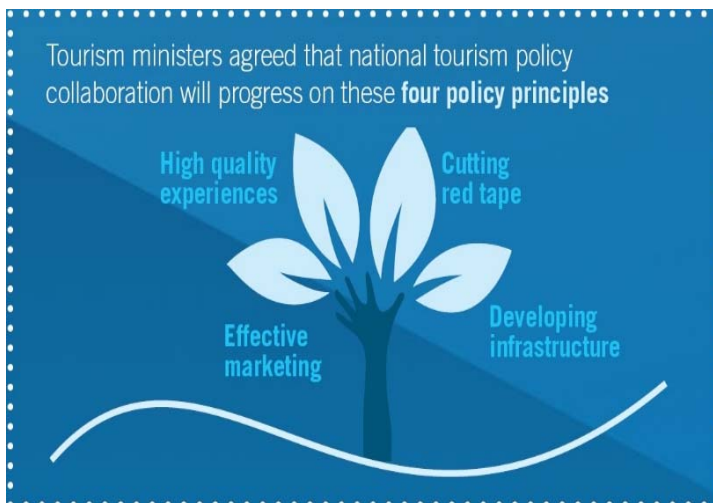 Tourism ministers agreed that national tourism policy
collaboration will progress on these four policy principles
High quality
experiences
Cutting
red tape
Effective
marketing
Developing
infrastructure